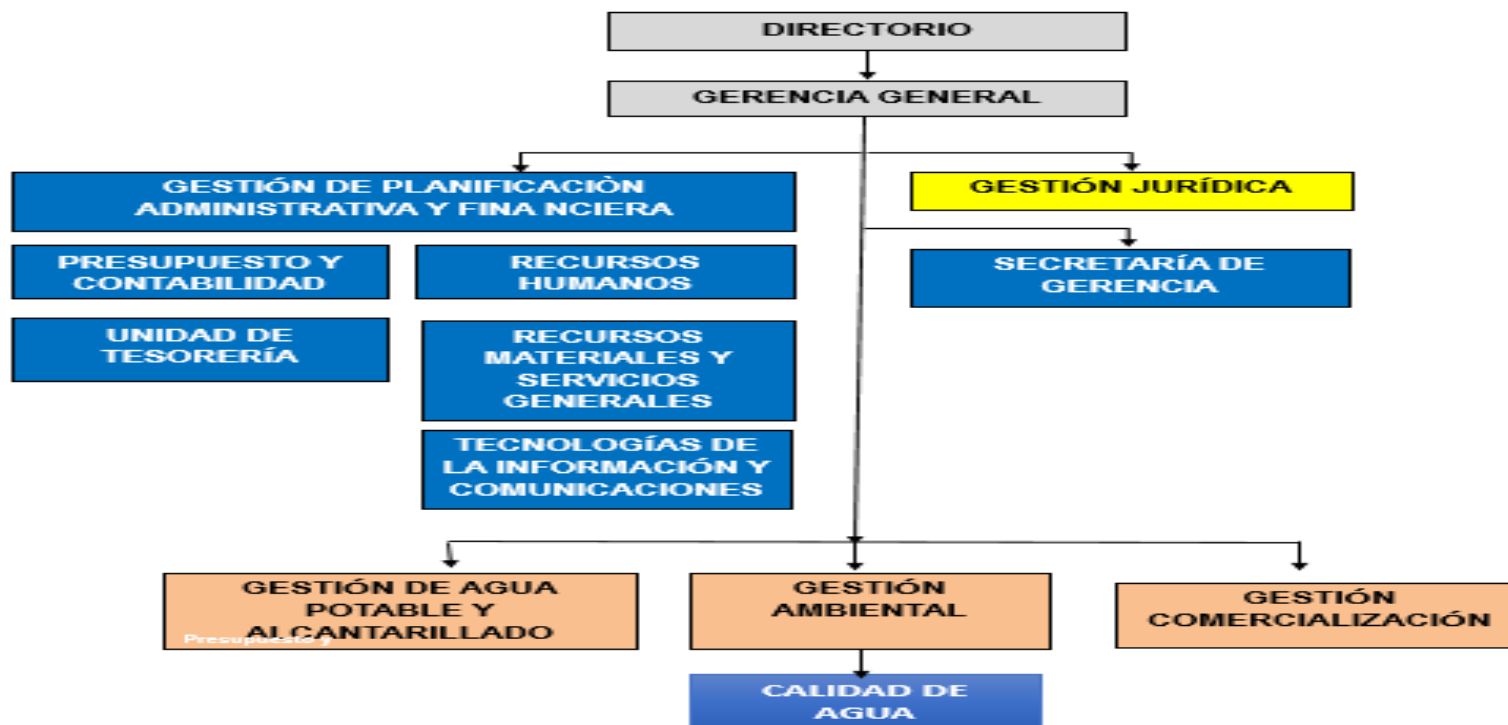 DIRECTORIO
GERENCIA GENERAL
GESTIÓN DE PLANIFICACIÒN
ADMINISTRATIVA Y FINA NCIERA
GESTIÓN JURÍDICA
PRESUPUESTO Y
CONTABILIDAD
RECURSOS
HUMANOS
SECRETARÍA DE
GERENCIA
UNIDAD DE
TESORERÍA
RECURSOS
MATERIALES Y
SERVICIOS
GENERALES
TECNOLOGÍAS DE
LA INFORMACIÓN Y
COMUNICACIONES
GESTIÓN DE AGUA
POTABLE Y
ALCANTARILLADO
Presupuesto y
GESTIÓN
AMBIENTAL
GESTIÓN
COMERCIALIZACIÓN
CALIDAD DE
AGUA